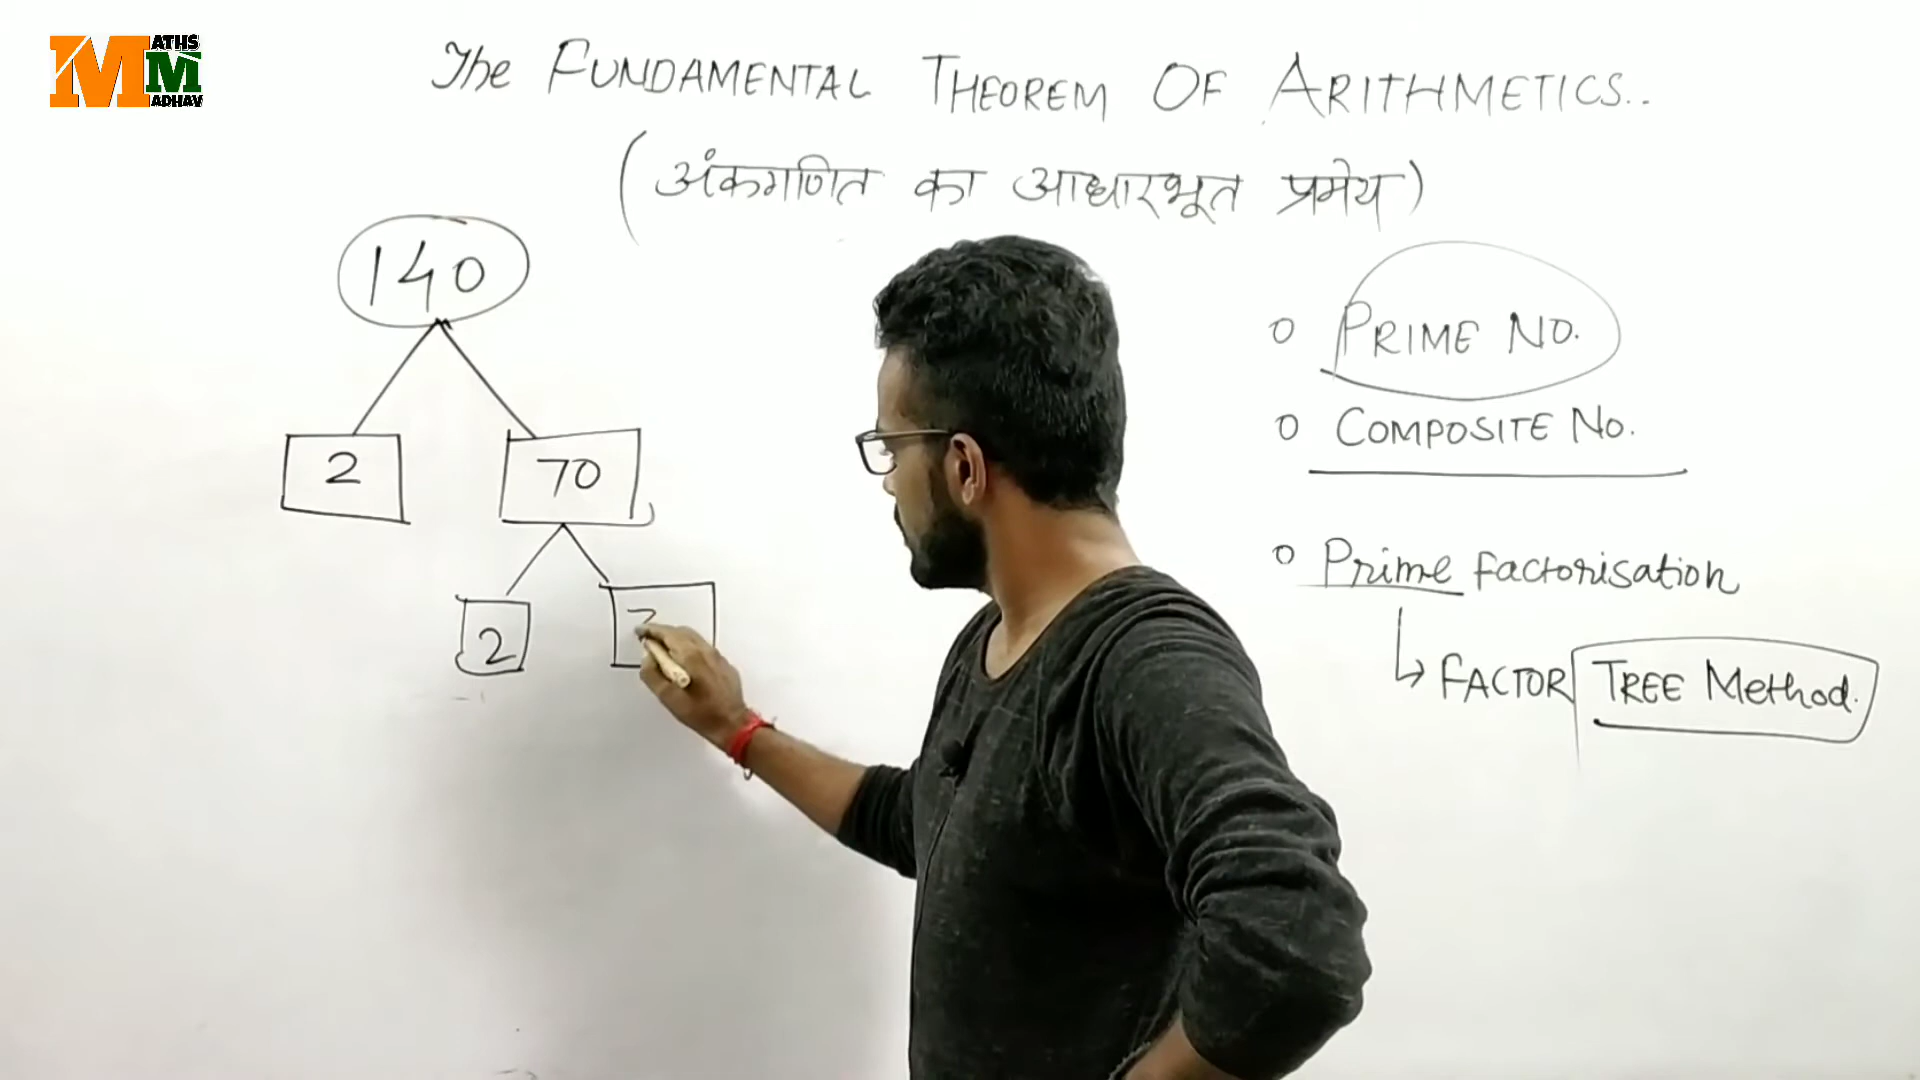 MATHS
MADHAV
The FUNDAMENTAL THEOREM OF ARITHMETICS..
(अंकगणित का आधारभूत प्रमेय)
140
2
70
2
o PRIME NO.
o COMPOSITE NO.
o Prime factorisation
↳ FACTOR TREE Method.